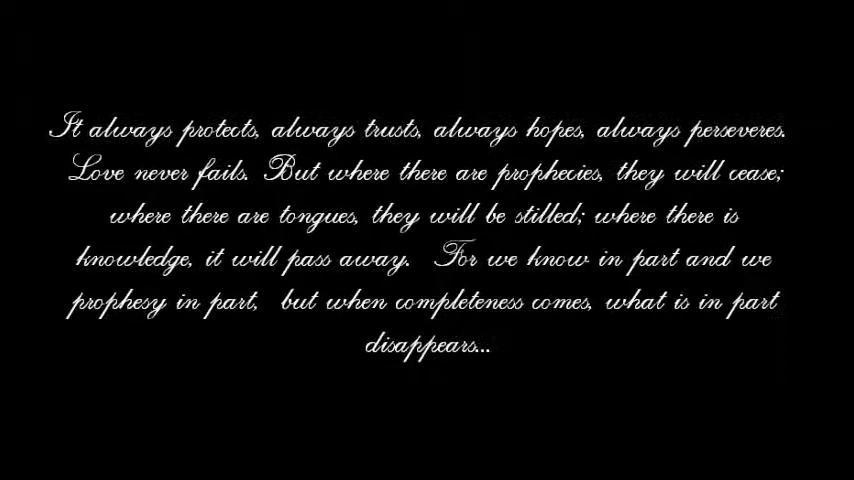 It always protects, always trusts, always hopes, always perseveres.
Love never fails. But where there are prophecies, they will cease;
where there are tongues, they will be stilled; where there is
knowledge, it will pass away. For we know in part and we
prophesy in part, but when completeness comes, what is in part
disappears...